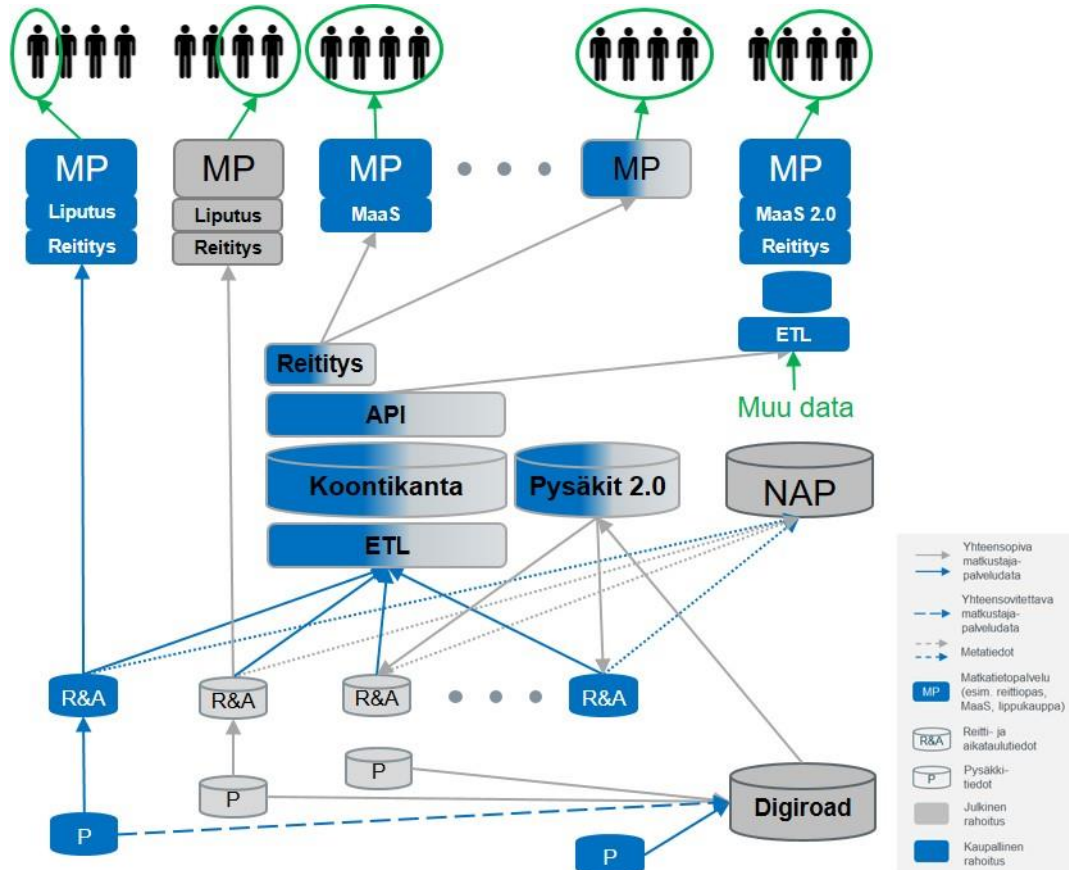 MP
Liputus
Reititys
MP
Liputus
Reititys
MP
MaaS
MP
MP
MaaS 2.0
Reititys
ETL
Muu data
Reititys
API
Koontikanta
ETL
Pysäkit 2.0
NAP
R&A
R&A
R&A
R&A
P
P
P
P
Digiroad
Yhteensopiva
matkustaja-
palveludata
Yhteensovitettava
matkustaja-
palveludata
Metatiedot
MP
Matkatietopalvelu
(esim. reittiopas,
MaaS, lippukauppa)
R&A
Reitti- ja
aikataulutiedot
P
Pysäkki-
tiedot
Julkinen
rahoitus
Kaupallinen
rahoitus